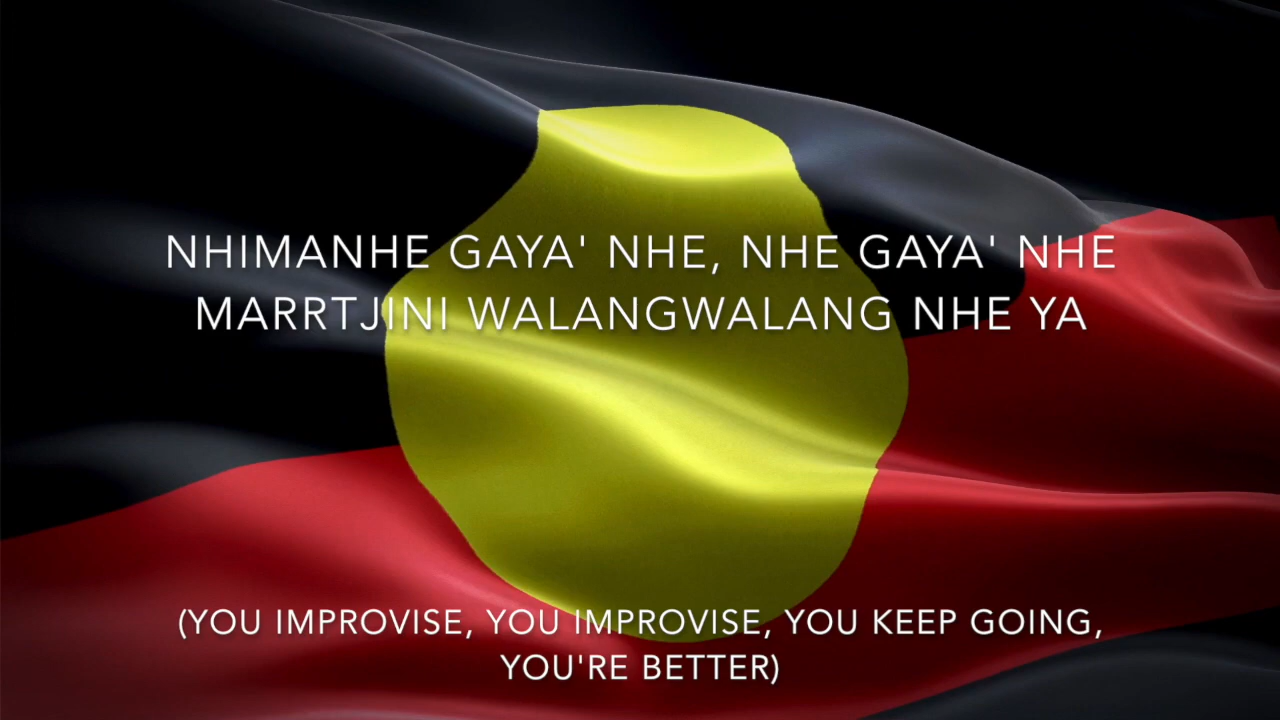 NHIMANHE GAYA' NHE, NHE GAYA' NHE
MARRTJINI WALANGWALANG NHE YA
(YOU IMPROVISE, YOU IMPROVISE, YOU KEEP GOING,
YOU'RE BETTER)